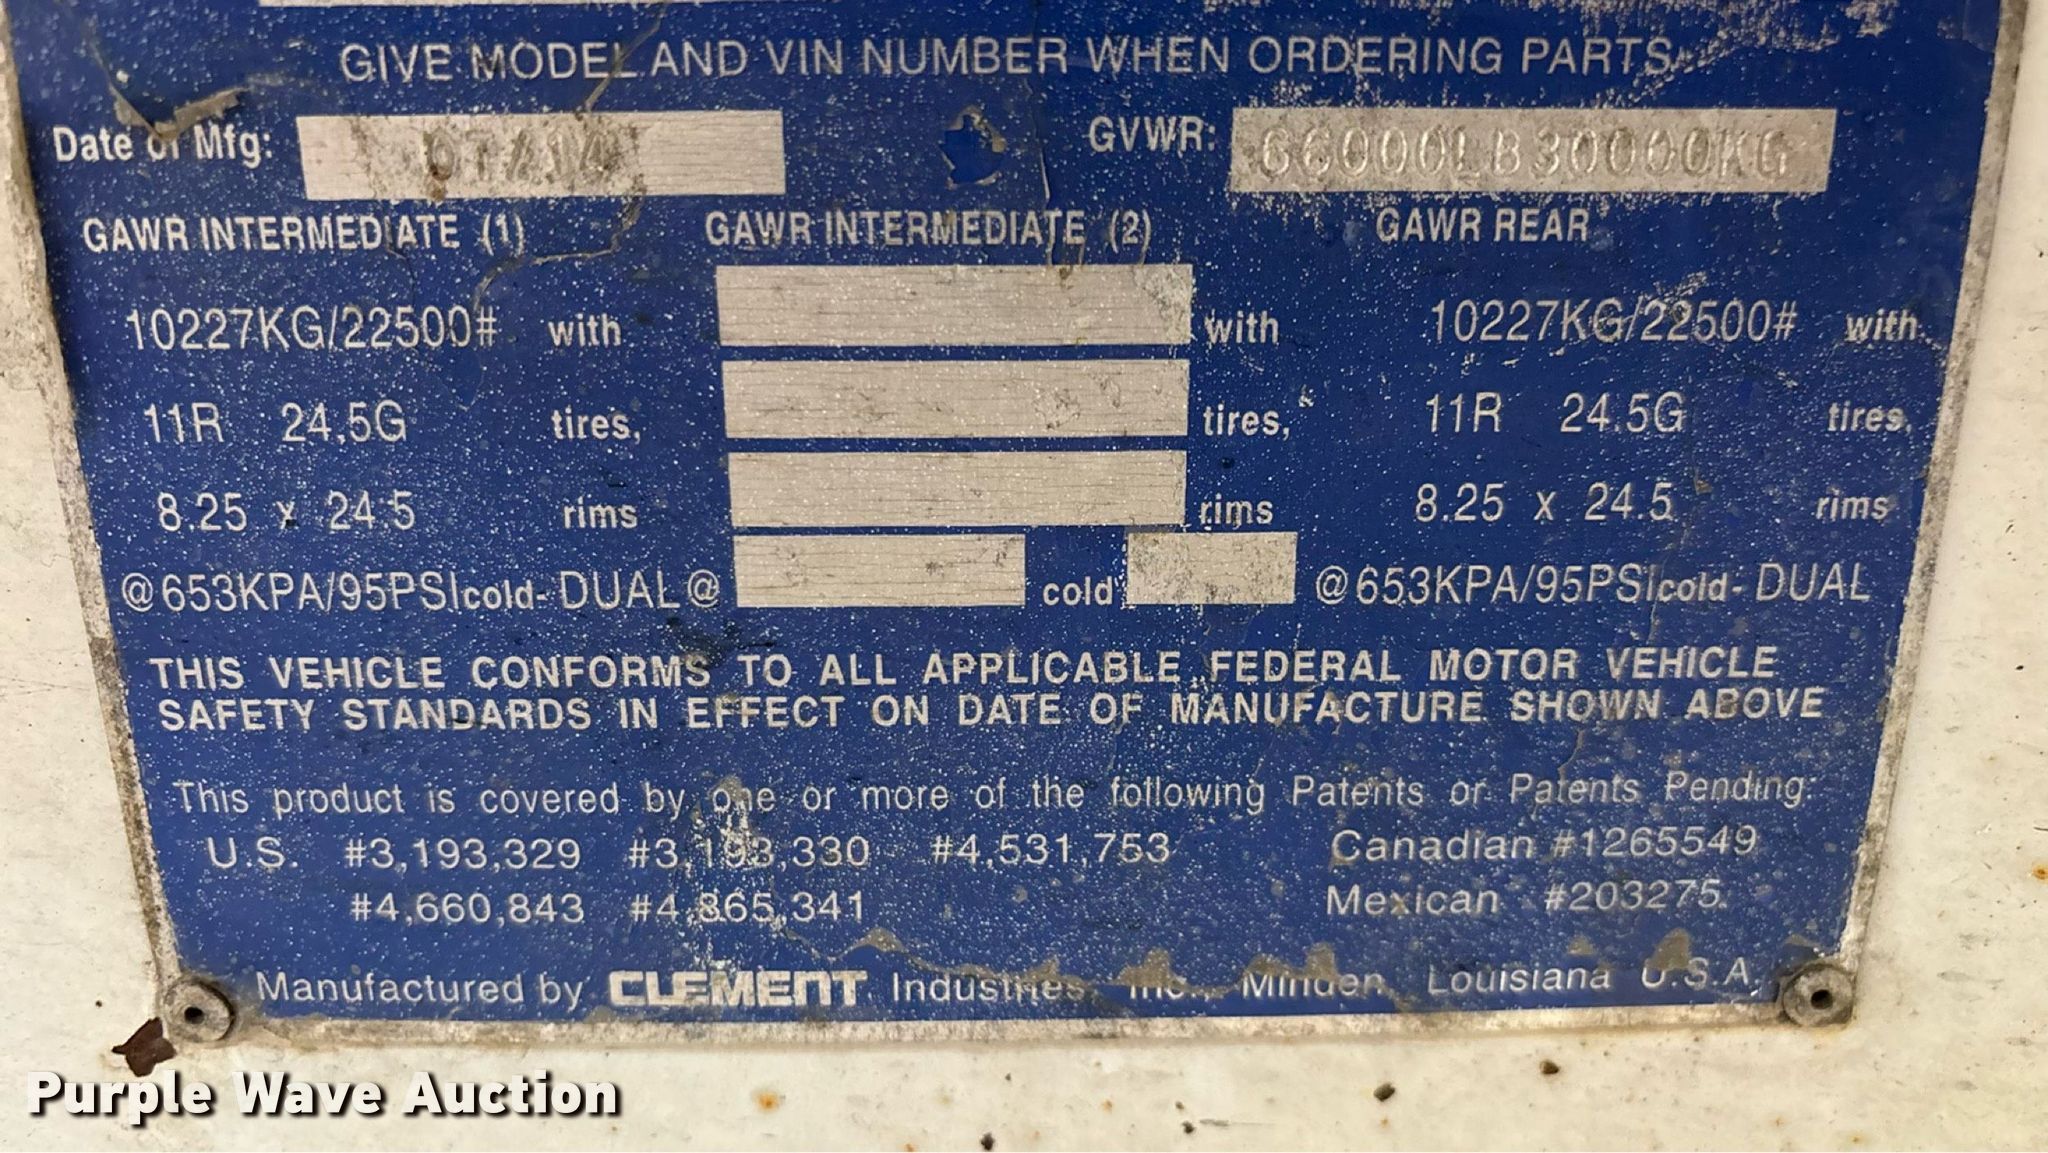 GIVE MODEL AND VIN NUMBER WHEN ORDERING PARTS
Date of Mfg: GVWR: 66000LB30000KG
GAWR INTERMEDIATE (1) GAWR INTERMEDIATE (2) GAWR REAR
10227KG/22500# with with 10227KG/22500# with
11R 24.5G tires, tires, 11R 24.5G tires,
8.25 x 24.5 rims rims 8.25 x 24.5 rims
@653KPA/95PSIcold- DUAL@ cold @653KPA/95PSIcold- DUAL
THIS VEHICLE CONFORMS TO ALL APPLICABLE FEDERAL MOTOR VEHICLE
SAFETY STANDARDS IN EFFECT ON DATE OF MANUFACTURE SHOWN ABOVE
This product is covered by one or more of the following Patents or Patents Pending:
U.S. #3,193,329 #3,193,330 #4,531,753 Canadian #1265549
#4,660,843 #4,865,341 Mexican #203275
Manufactured by CLEMENT Industries, Inc., Minden, Louisiana U.S.A.
Purple Wave Auction